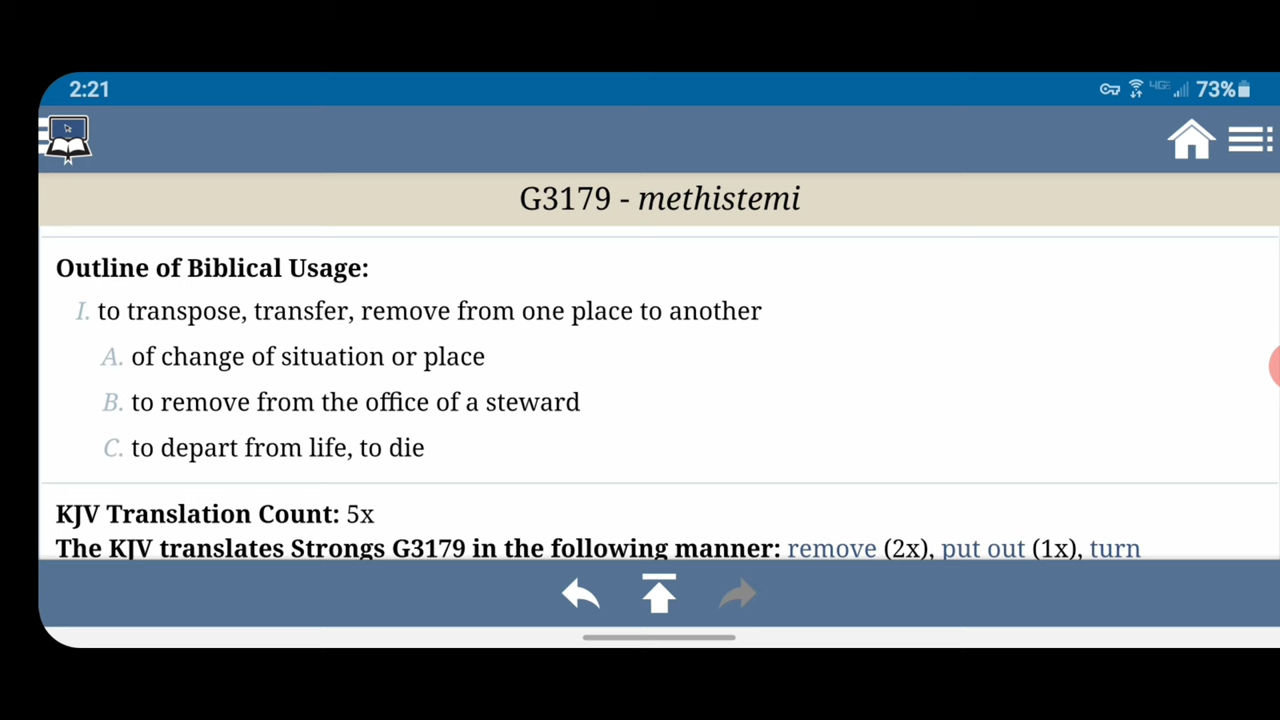 2:21 4GE 73%
G3179 - methistemi
Outline of Biblical Usage:
I. to transpose, transfer, remove from one place to another
A. of change of situation or place
B. to remove from the office of a steward
C. to depart from life, to die
KJV Translation Count: 5x
The KJV translates Strongs G3179 in the following manner: remove (2x), put out (1x), turn